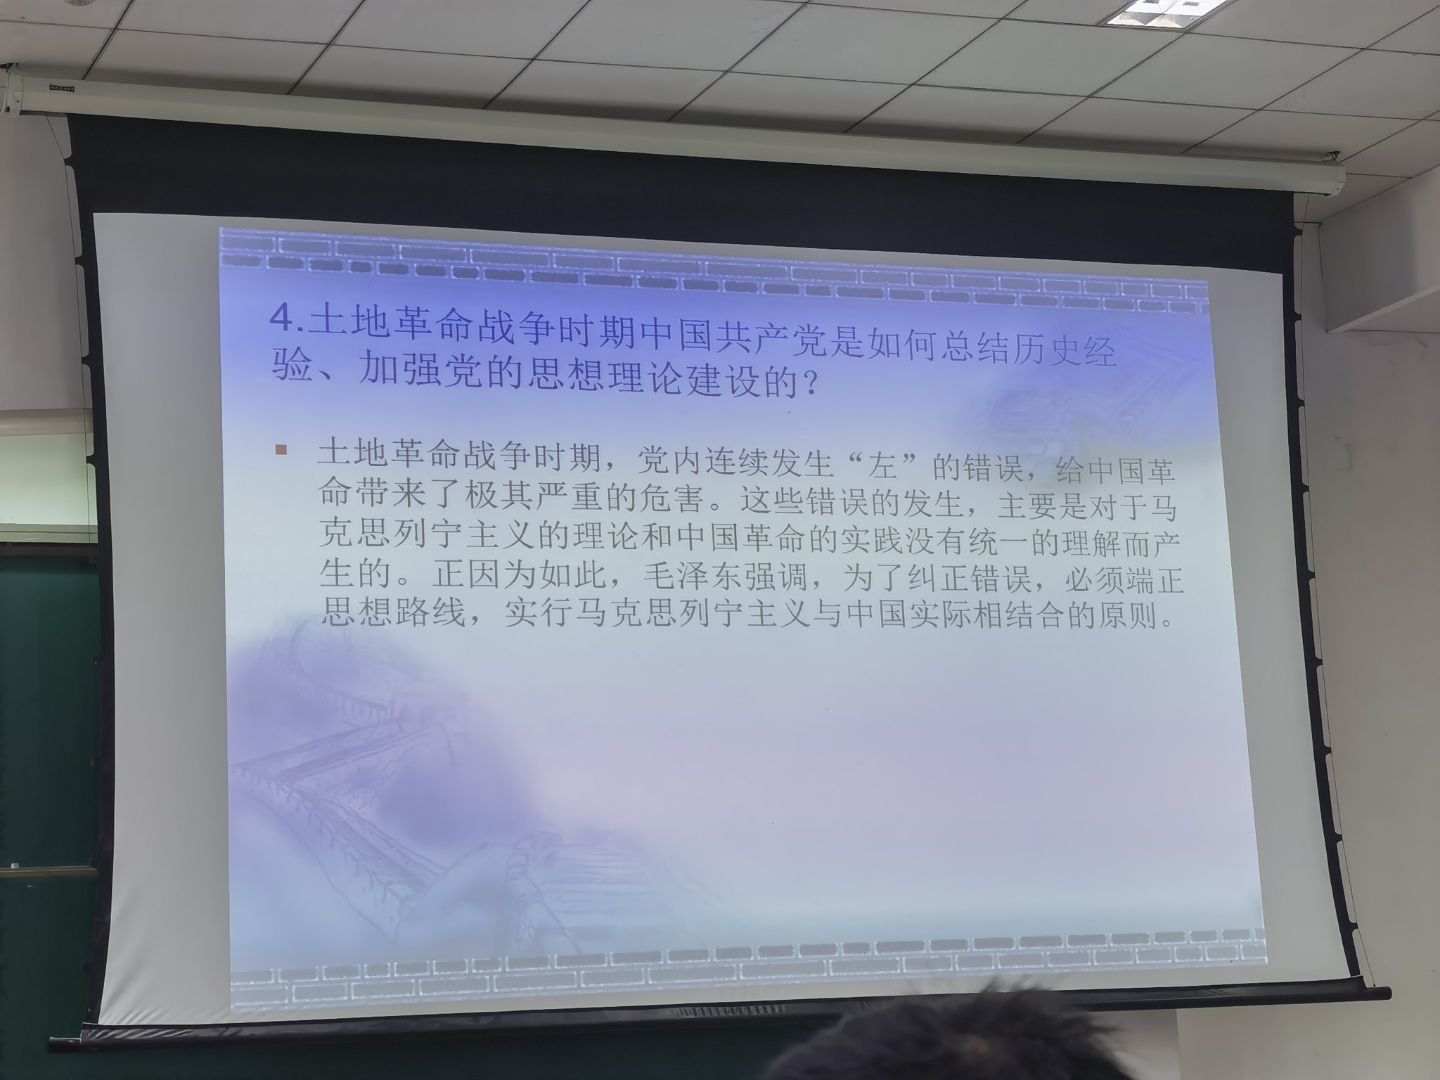 4.土地革命战争时期中国共产党是如何总结历史经
验、加强党的思想理论建设的？
土地革命战争时期，党内连续发生“左”的错误，给中国革
命带来了极其严重的危害。这些错误的发生，主要是对于马
克思列宁主义的理论和中国革命的实践没有统一的理解而产
生的。正因为如此，毛泽东强调，为了纠正错误，必须端正
思想路线，实行马克思列宁主义与中国实际相结合的原则。